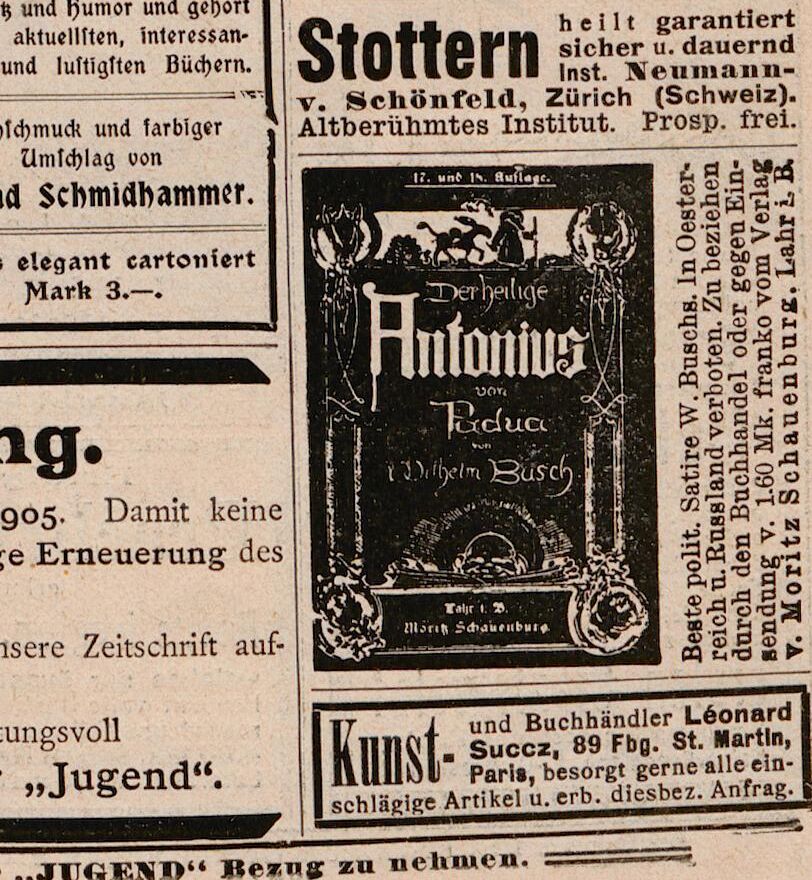 ß und Humor und gehört
aktuellsten, interessan-
und lustigsten Büchern.
schmuck und farbiger
Umschlag von
Schmidhammer.
elegant cartoniert
Mark 3.—.
ng.
905. Damit keine
ge Erneuerung des
nsere Zeitschrift auf-
tungsvoll
„Jugend“.
Stottern heilt garantiert
sicher u. dauernd
Inst. Neumann-
v. Schönfeld, Zürich (Schweiz).
Altberühmtes Institut. Prosp. frei.
17. und 18. Auflage.
Der heilige
Antonius
von
Padua
von
Wilhelm Busch
Lahr i. B.
Moritz Schauenburg.
Beste polit. Satire W. Buschs. In Oester-
reich u. Russland verboten. Zu beziehen
durch den Buchhandel oder gegen Ein-
sendung v. 1.60 Mk. franko vom Verlag
v. Moritz Schauenburg, Lahr i. B.
Kunst- und Buchhändler Léonard
Succz, 89 Fbg. St. Martin,
Paris, besorgt gerne alle ein-
schlägige Artikel u. erb. diesbez. Anfrag.
„JUGEND“ Bezug zu nehmen.